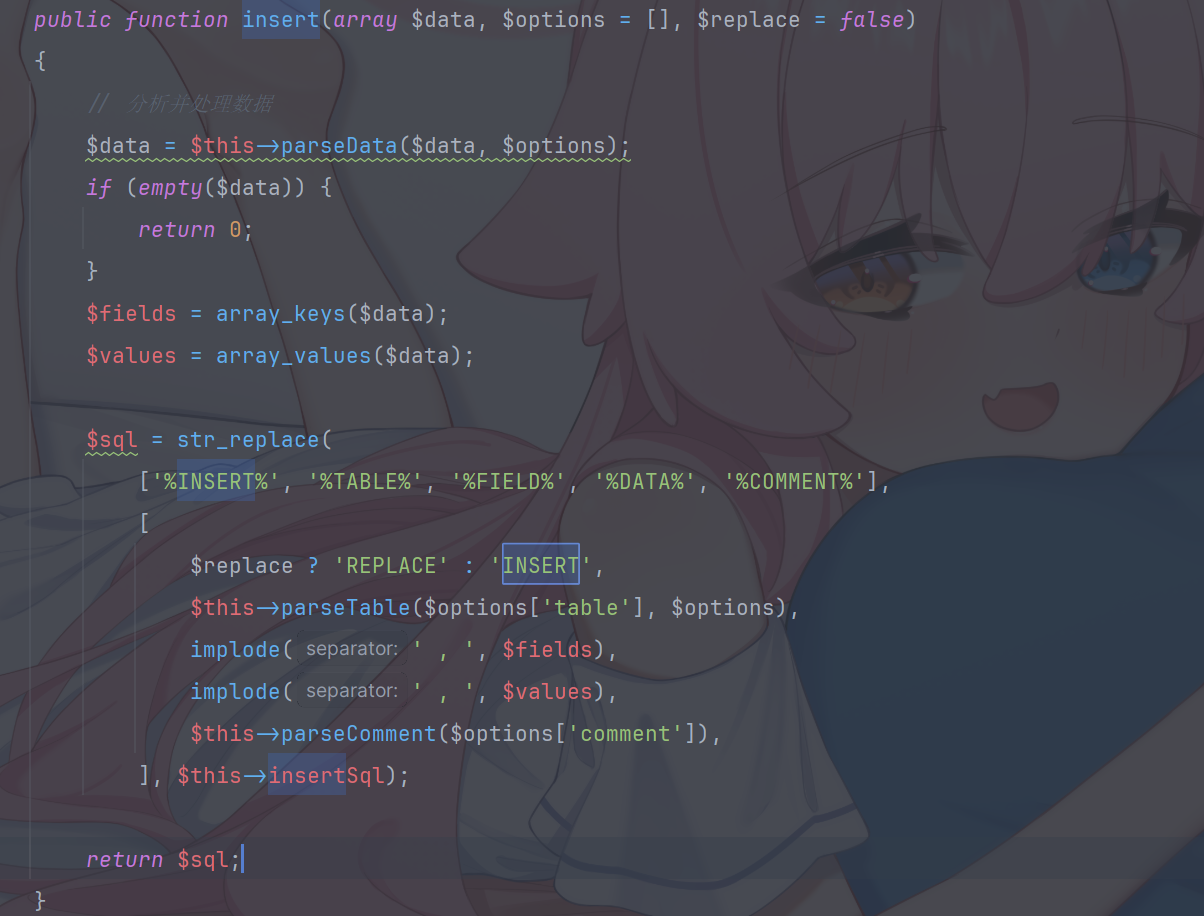 public function insert(array $data, $options = [], $replace = false)
{
    // 分析并处理数据
    $data = $this->parseData($data, $options);
    if (empty($data)) {
        return 0;
    }
    $fields = array_keys($data);
    $values = array_values($data);

    $sql = str_replace(
        ['%INSERT%', '%TABLE%', '%FIELD%', '%DATA%', '%COMMENT%'],
        [
            $replace ? 'REPLACE' : 'INSERT',
            $this->parseTable($options['table'], $options),
            implode( separator: ' , ', $fields),
            implode( separator: ' , ', $values),
            $this->parseComment($options['comment']),
        ], $this->insertSql);

    return $sql;
}